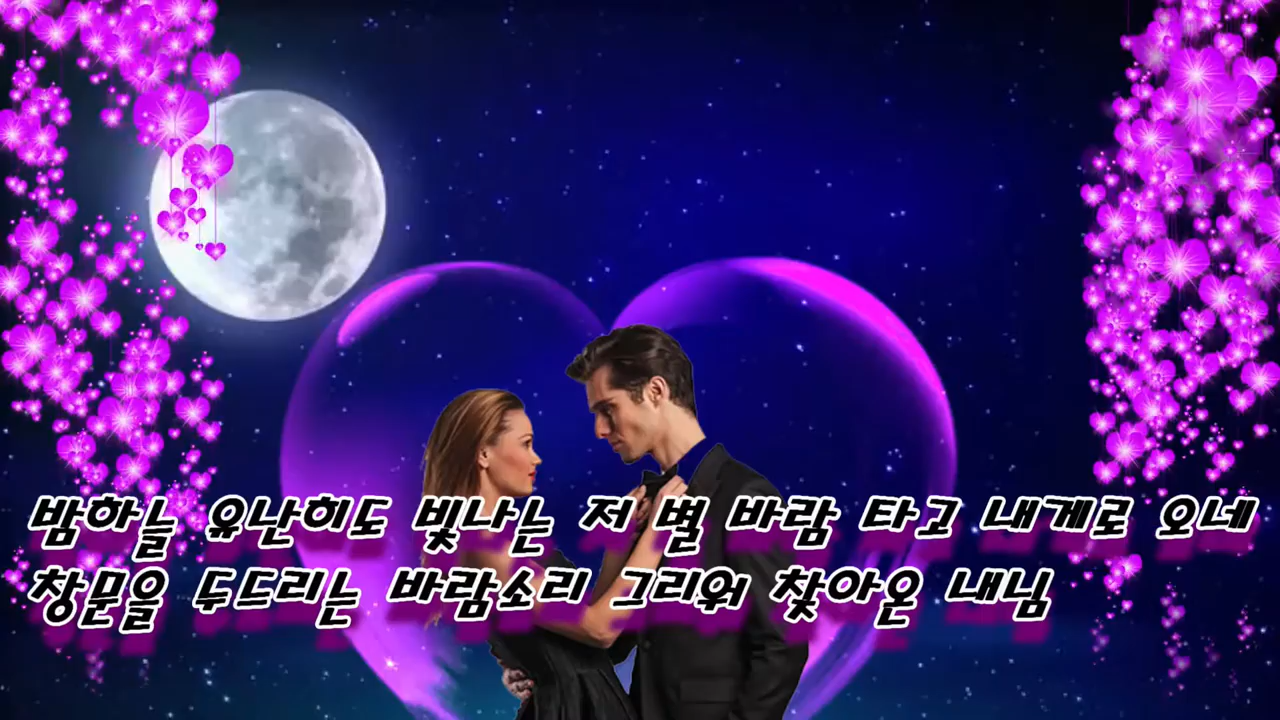 밤하늘 유난히도 빛나는 저 별 바람 타고 내게로 오네
창문을 두드리는 바람소리 그리워 찾아온 내님